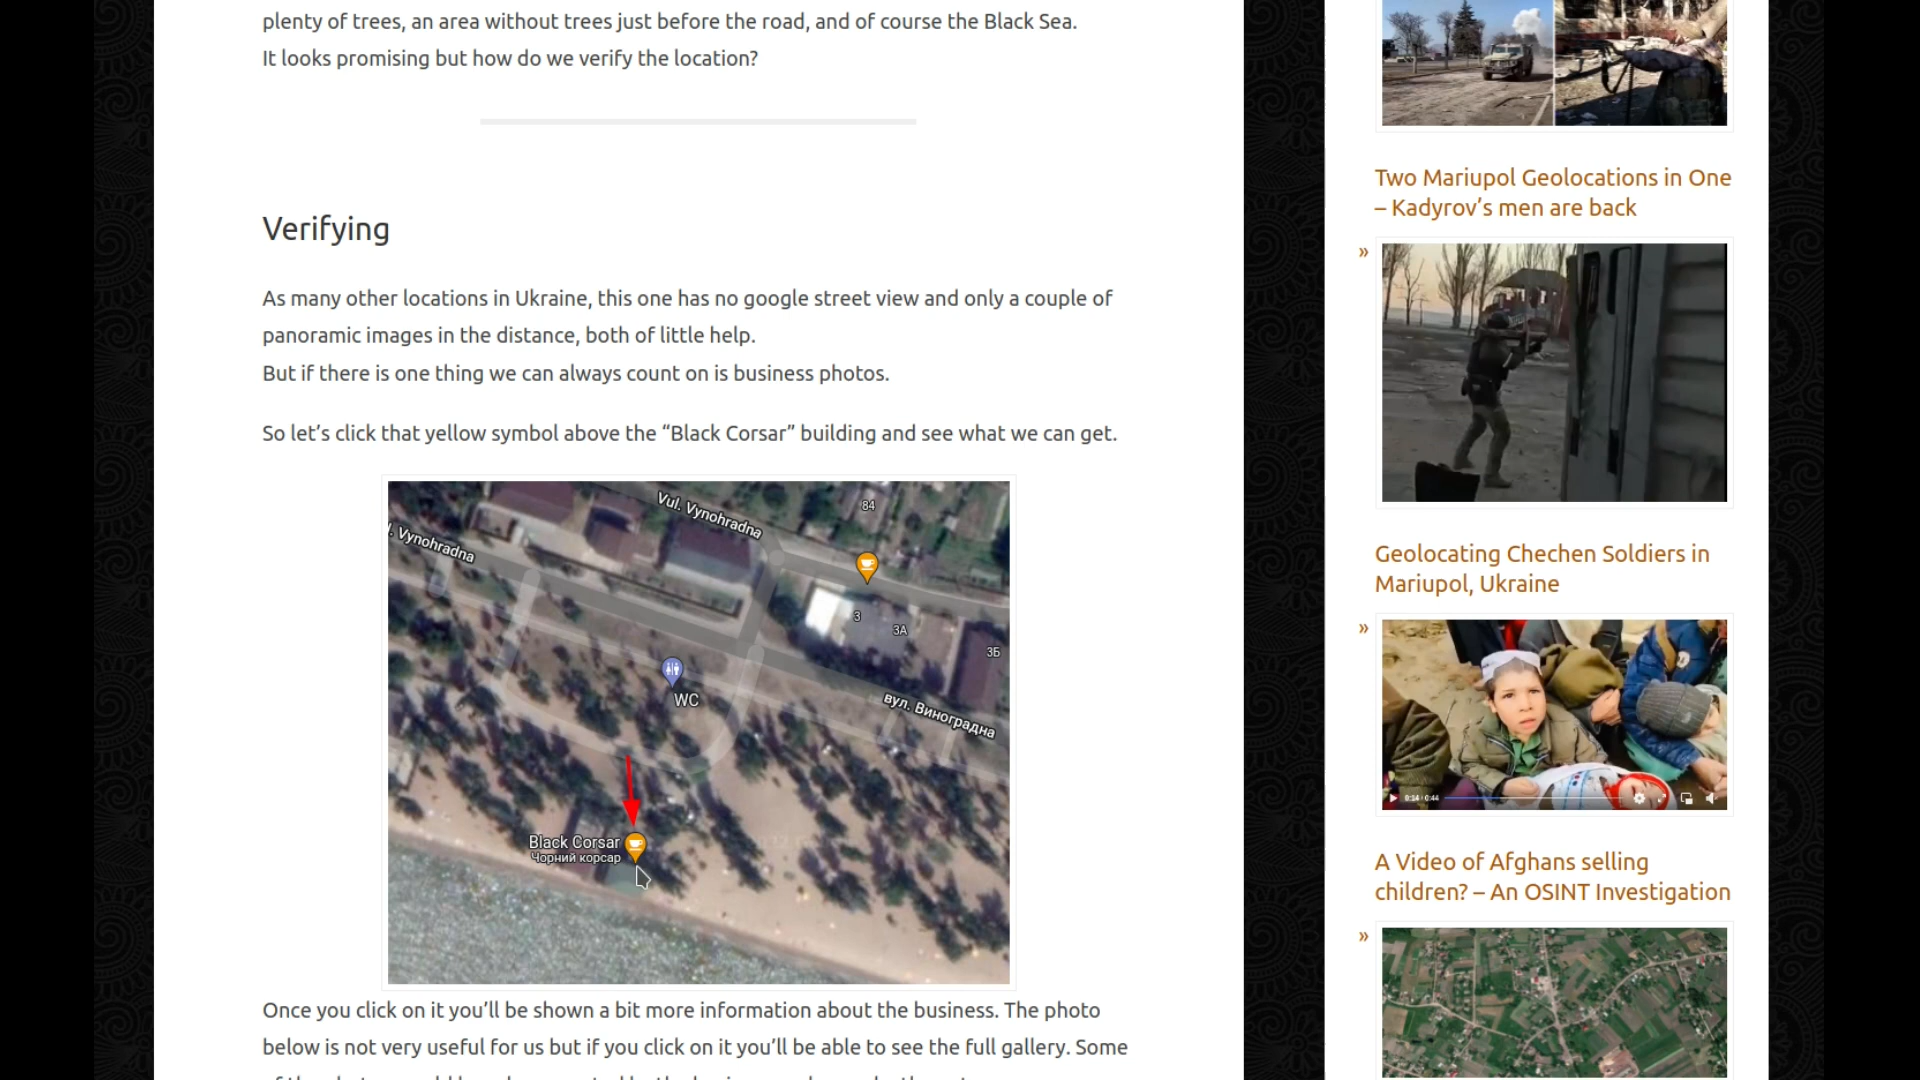 plenty of trees, an area without trees just before the road, and of course the Black Sea.
It looks promising but how do we verify the location?
Verifying
As many other locations in Ukraine, this one has no google street view and only a couple of
panoramic images in the distance, both of little help.
But if there is one thing we can always count on is business photos.
So let’s click that yellow symbol above the “Black Corsar” building and see what we can get.
Vul. Vynohradna
84
l. Vynohradna
3
3A
3Б
WC
вул. Виноградна
Black Corsar
Чорний корсар
Once you click on it you’ll be shown a bit more information about the business. The photo
below is not very useful for us but if you click on it you’ll be able to see the full gallery. Some
Two Mariupol Geolocations in One
– Kadyrov’s men are back
»
Geolocating Chechen Soldiers in
Mariupol, Ukraine
»
0:14 / 0:44
A Video of Afghans selling
children? – An OSINT Investigation
»